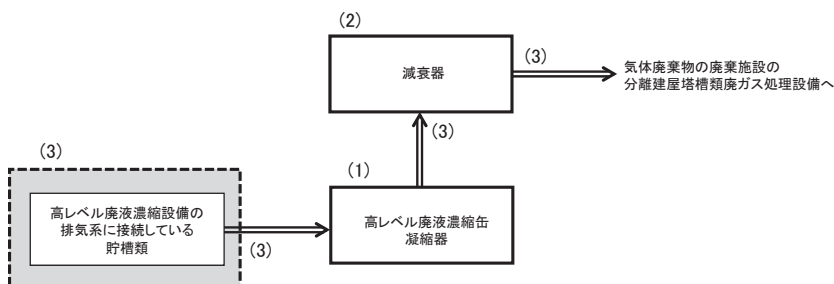 (2)
減衰器
(3)
気体廃棄物の廃棄施設の
分離建屋塔槽類廃ガス処理設備へ
(3)
(3)
高レベル廃液濃縮設備の
排気系に接続している
貯槽類
(3)
(1)
高レベル廃液濃縮缶
凝縮器